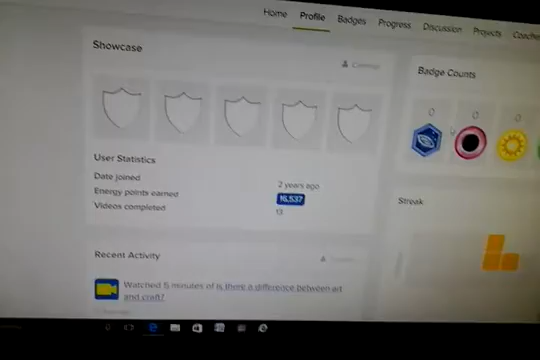 Home Profile Badges Progress Discussion Projects Coaches
Showcase
Badge Counts
0 0 0
User Statistics
Date joined 2 years ago
Energy points earned 16,537
Videos completed 13
Streak
Recent Activity
Watched 5 minutes of Is there a difference between art
and craft?